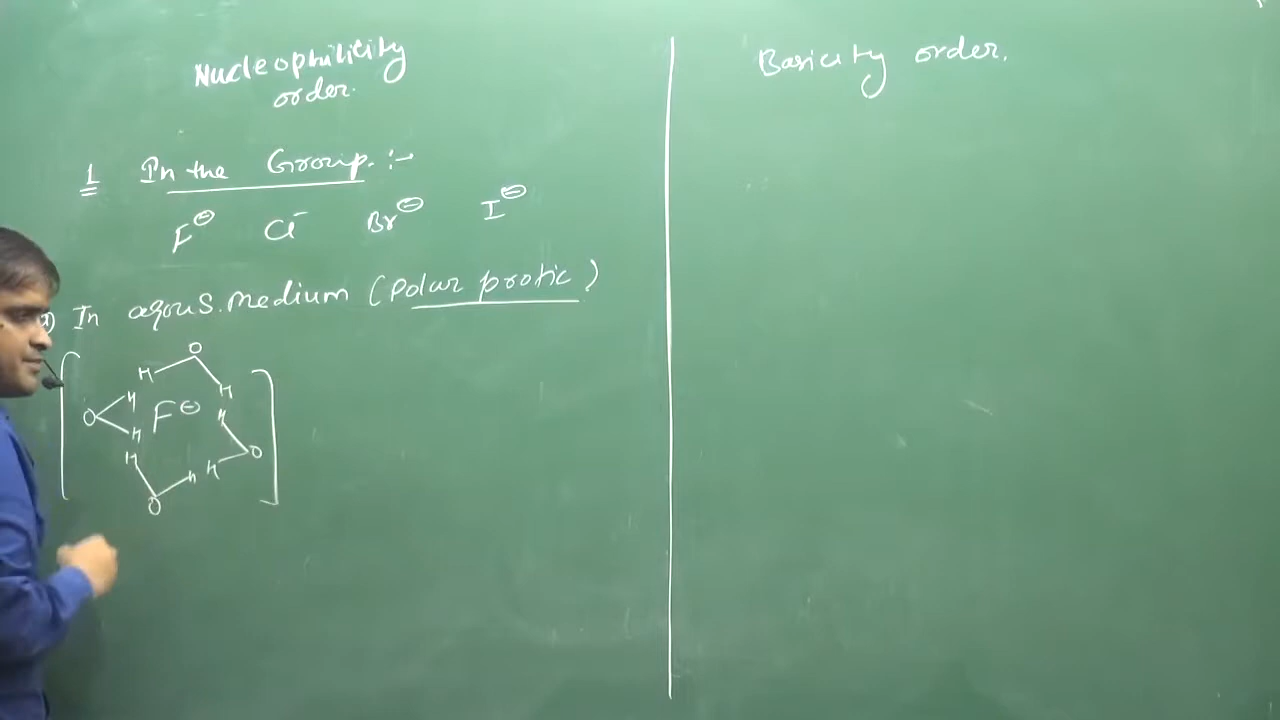 Nucleophilicity
order.
1 In the Group :-
F⊖ Cl⁻ Br⊖ I⊖
a) In aqous. medium (Polar protic)
H O H
O H H F⊖ H
H H H O
O
Basicity order.